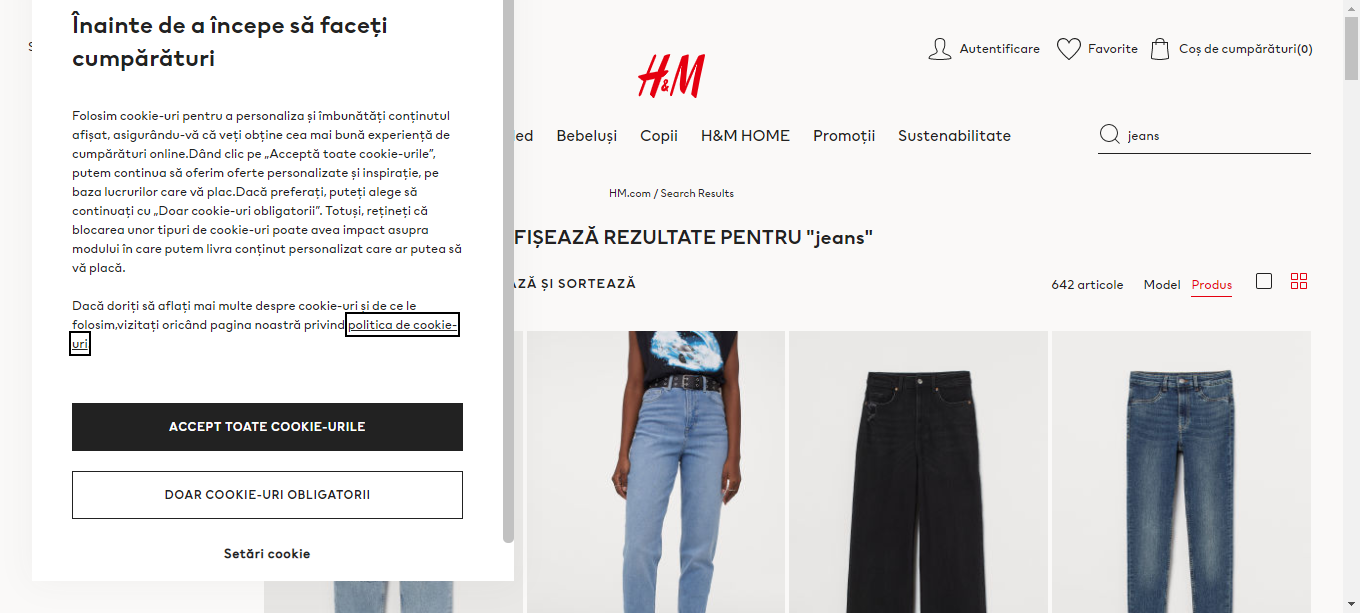 Înainte de a începe să faceți
cumpărături
Folosim cookie-uri pentru a personaliza și îmbunătăți conținutul
afișat, asigurându-vă că veți obține cea mai bună experiență de
cumpărături online.Dând clic pe „Acceptă toate cookie-urile”,
putem continua să oferim oferte personalizate și inspirație, pe
baza lucrurilor care vă plac.Dacă preferați, puteți alege să
continuați cu „Doar cookie-uri obligatorii”. Totuși, rețineți că
blocarea unor tipuri de cookie-uri poate avea impact asupra
modului în care putem livra conținut personalizat care ar putea să
vă placă.
Dacă doriți să aflați mai multe despre cookie-uri și de ce le
folosim,vizitați oricând pagina noastră privind politica de cookie-
uri
ACCEPT TOATE COOKIE-URILE
DOAR COOKIE-URI OBLIGATORII
Setări cookie
Autentificare Favorite Coș de cumpărături(0)
H&M
Bebeluși Copii H&M HOME Promoții Sustenabilitate
jeans
HM.com / Search Results
FIȘEAZĂ REZULTATE PENTRU "jeans"
ȘI SORTEAZĂ
642 articole Model Produs